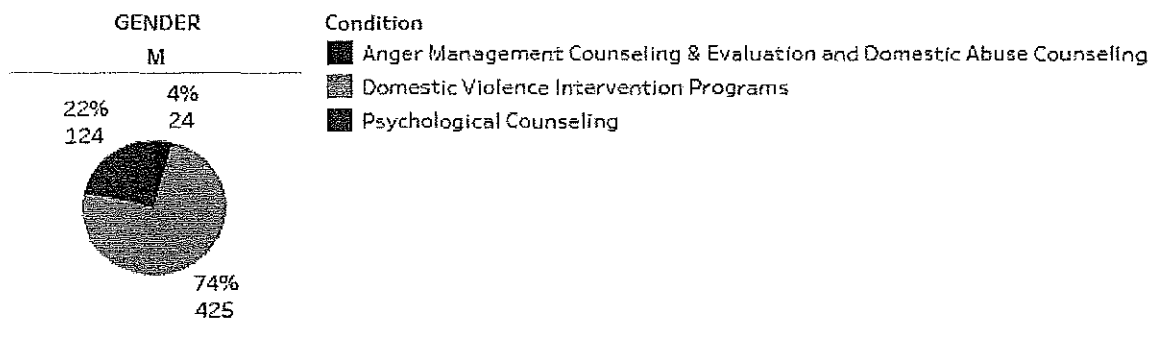 GENDER
M
22%
124
4%
24
74%
425
Condition
Anger Management Counseling & Evaluation and Domestic Abuse Counseling
Domestic Violence Intervention Programs
Psychological Counseling